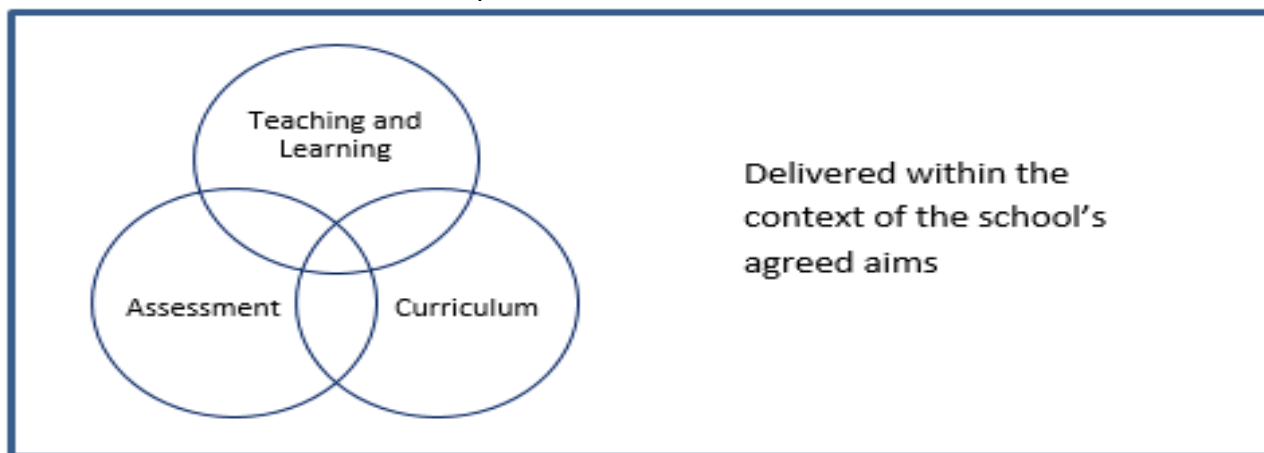 Teaching and
Learning
Assessment
Curriculum
Delivered within the
context of the school’s
agreed aims